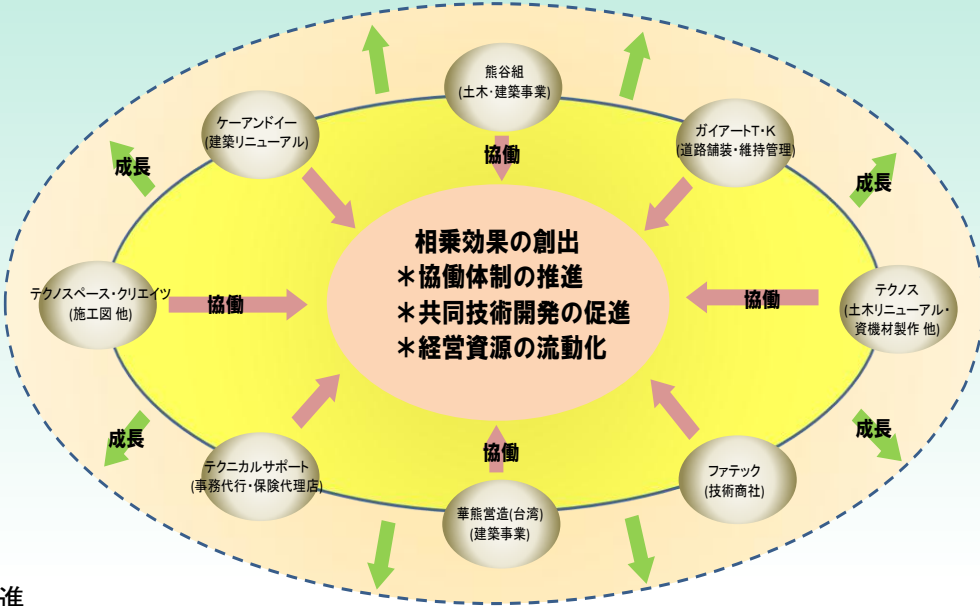 熊谷組
(土木・建築事業)
ケーアンドイー
(建築リニューアル)
ガイアートT・K
(道路舗装・維持管理)
協働
成長
成長
相乗効果の創出
＊協働体制の推進
＊共同技術開発の促進
＊経営資源の流動化
テクノスペース・クリエイツ
(施工図 他)
協働
協働
テクノス
(土木リニューアル・
資機材製作 他)
成長
成長
テクニカルサポート
(事務代行・保険代理店)
協働
ファテック
(技術商社)
華熊営造(台湾)
(建築事業)
進